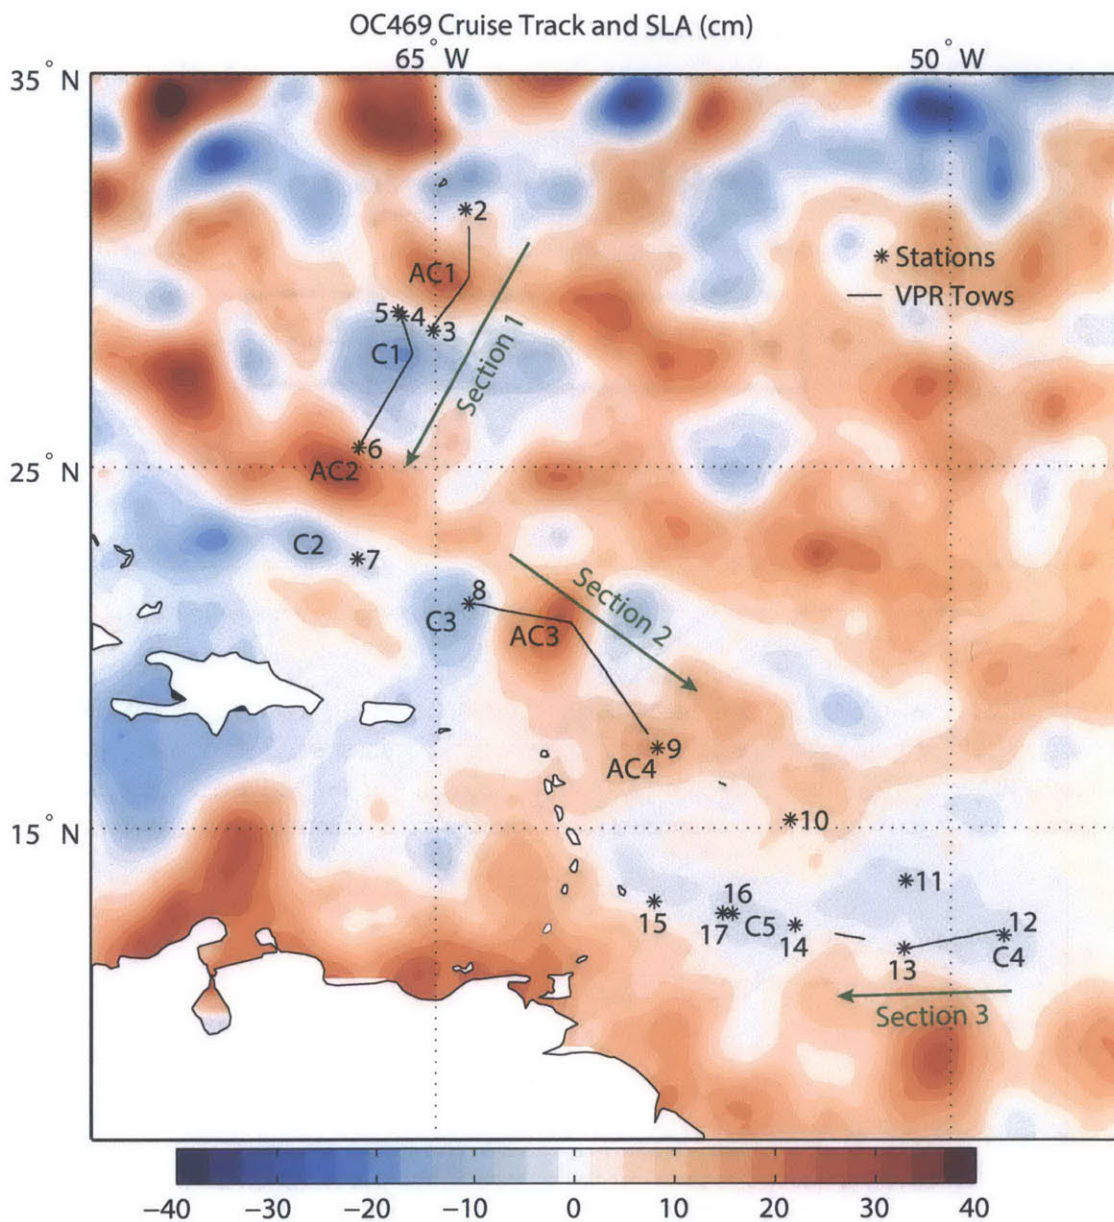 OC469 Cruise Track and SLA (cm)
65° W
50° W
35° N
2
* Stations
AC1
— VPR Tows
5
4
3
C1
Section 1
6
25° N
AC2
C2
7
8
Section 2
C3
AC3
9
AC4
15° N
10
11
16
15
17
C5
14
12
13
C4
Section 3
−40 −30 −20 −10 0 10 20 30 40